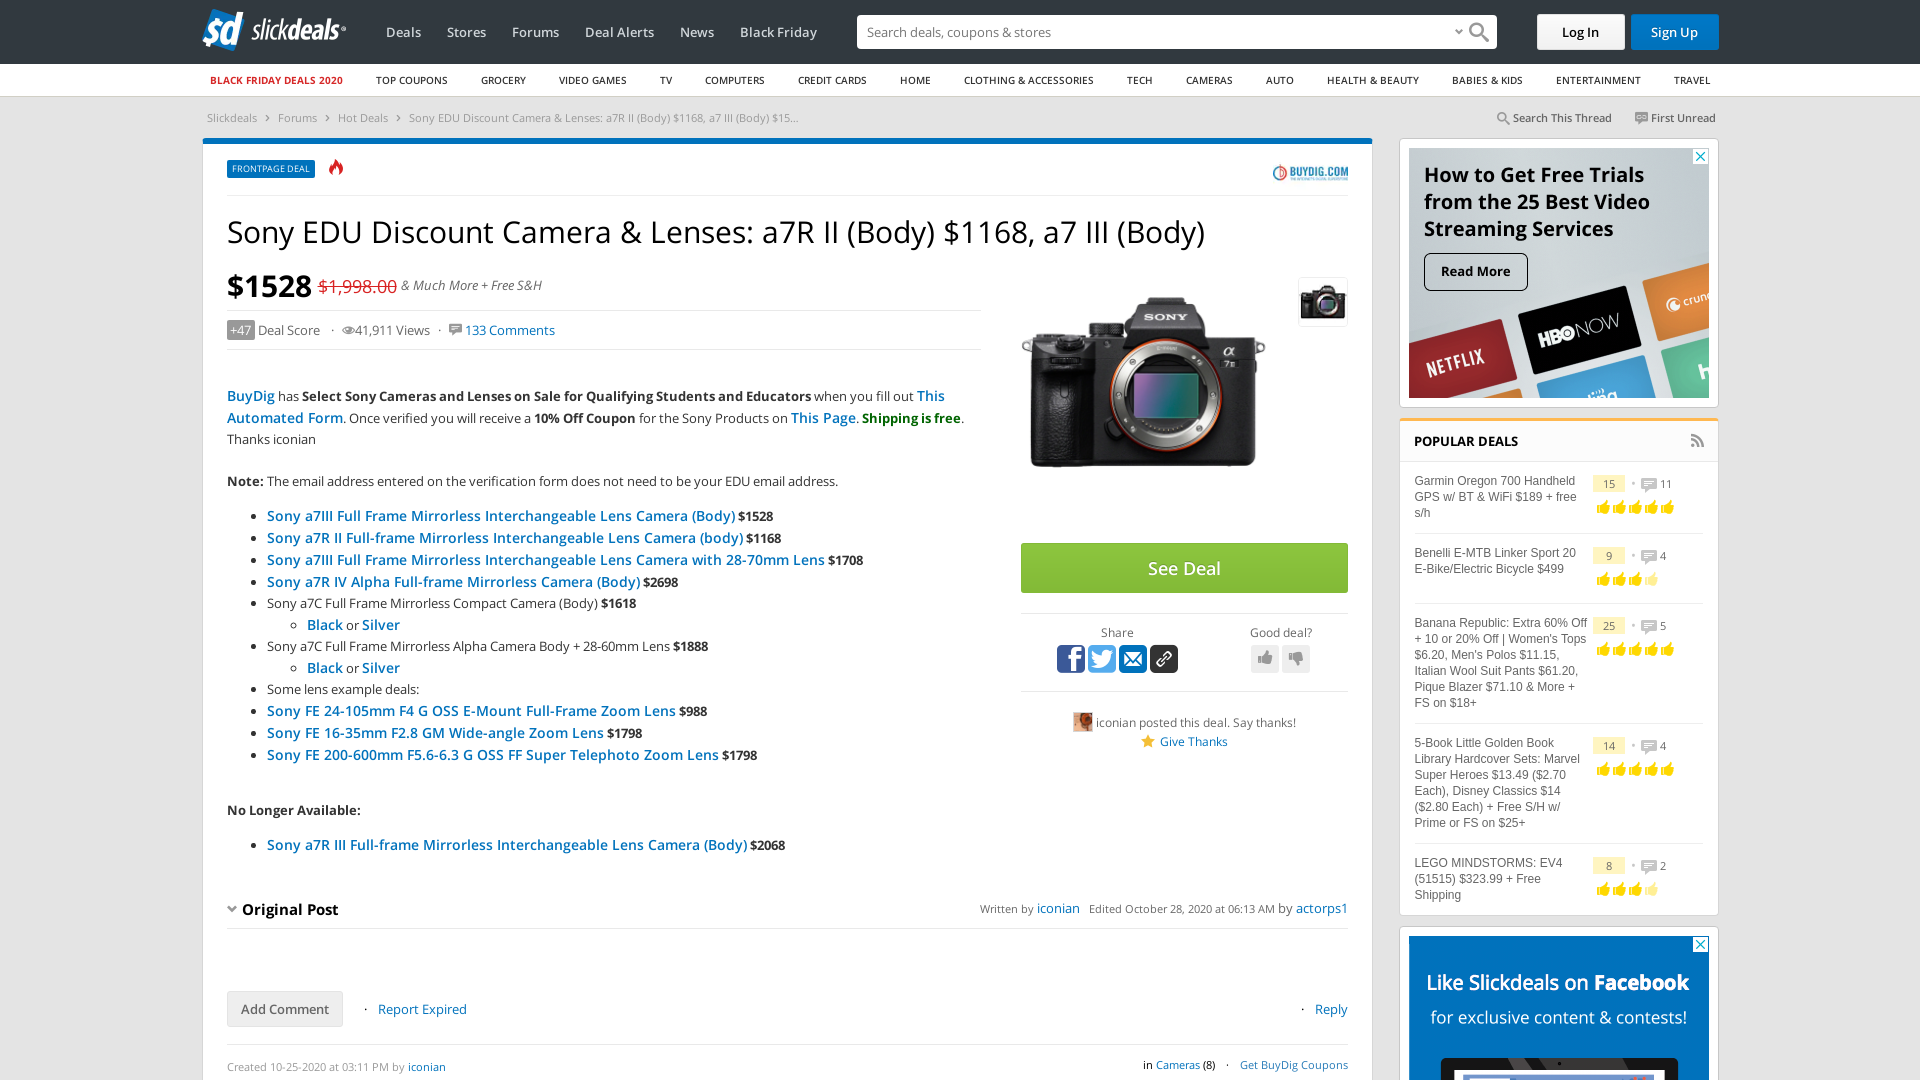 slickdeals
Deals Stores Forums Deal Alerts News Black Friday
Search deals, coupons & stores
Log In
Sign Up
BLACK FRIDAY DEALS 2020 TOP COUPONS GROCERY VIDEO GAMES TV COMPUTERS CREDIT CARDS HOME CLOTHING & ACCESSORIES TECH CAMERAS AUTO HEALTH & BEAUTY BABIES & KIDS ENTERTAINMENT TRAVEL
Slickdeals › Forums › Hot Deals › Sony EDU Discount Camera & Lenses: a7R II (Body) $1168, a7 III (Body) $15...
Search This Thread First Unread
FRONTPAGE DEAL
BUYDIG.COM
Sony EDU Discount Camera & Lenses: a7R II (Body) $1168, a7 III (Body)
$1528 $1,998.00 & Much More + Free S&H
+47 Deal Score · 41,911 Views · 133 Comments
BuyDig has Select Sony Cameras and Lenses on Sale for Qualifying Students and Educators when you fill out This
Automated Form. Once verified you will receive a 10% Off Coupon for the Sony Products on This Page. Shipping is free.
Thanks iconian
Note: The email address entered on the verification form does not need to be your EDU email address.
Sony a7III Full Frame Mirrorless Interchangeable Lens Camera (Body) $1528
Sony a7R II Full-frame Mirrorless Interchangeable Lens Camera (body) $1168
Sony a7III Full Frame Mirrorless Interchangeable Lens Camera with 28-70mm Lens $1708
Sony a7R IV Alpha Full-frame Mirrorless Camera (Body) $2698
Sony a7C Full Frame Mirrorless Compact Camera (Body) $1618
Black or Silver
Sony a7C Full Frame Mirrorless Alpha Camera Body + 28-60mm Lens $1888
Black or Silver
Some lens example deals:
Sony FE 24-105mm F4 G OSS E-Mount Full-Frame Zoom Lens $988
Sony FE 16-35mm F2.8 GM Wide-angle Zoom Lens $1798
Sony FE 200-600mm F5.6-6.3 G OSS FF Super Telephoto Zoom Lens $1798
No Longer Available:
Sony a7R III Full-frame Mirrorless Interchangeable Lens Camera (Body) $2068
Original Post
Written by iconian Edited October 28, 2020 at 06:13 AM by actorps1
Add Comment · Report Expired
· Reply
Created 10-25-2020 at 03:11 PM by iconian
in Cameras (8) · Get BuyDig Coupons
SONY
α
7III
See Deal
Share
Good deal?
iconian posted this deal. Say thanks!
Give Thanks
How to Get Free Trials
from the 25 Best Video
Streaming Services
Read More
NETFLIX
HBO NOW
crunc
POPULAR DEALS
Garmin Oregon 700 Handheld
GPS w/ BT & WiFi $189 + free
s/h
15 • 11
Benelli E-MTB Linker Sport 20
E-Bike/Electric Bicycle $499
9 • 4
Banana Republic: Extra 60% Off
+ 10 or 20% Off | Women's Tops
$6.20, Men's Polos $11.15,
Italian Wool Suit Pants $61.20,
Pique Blazer $71.10 & More +
FS on $18+
25 • 5
5-Book Little Golden Book
Library Hardcover Sets: Marvel
Super Heroes $13.49 ($2.70
Each), Disney Classics $14
($2.80 Each) + Free S/H w/
Prime or FS on $25+
14 • 4
LEGO MINDSTORMS: EV4
(51515) $323.99 + Free
Shipping
8 • 2
Like Slickdeals on Facebook
for exclusive content & contests!